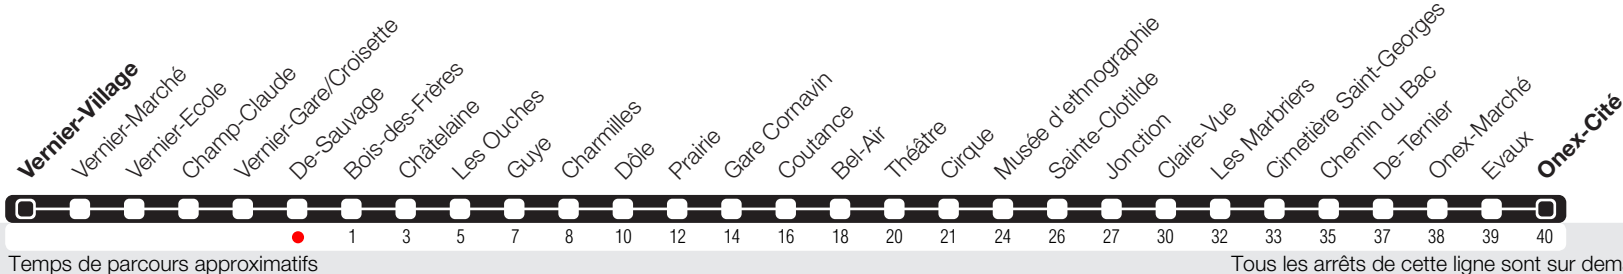 Vernier-Village
Vernier-Marché
Vernier-Ecole
Champ-Claude
Vernier-Gare/Croisette
De-Sauvage
Bois-des-Frères
Châtelaine
Les Ouches
Guye
Charmilles
Dôle
Prairie
Gare Cornavin
Coutance
Bel-Air
Théâtre
Cirque
Musée d'ethnographie
Sainte-Clotilde
Jonction
Claire-Vue
Les Marbriers
Cimetière Saint-Georges
Chemin du Bac
De-Ternier
Onex-Marché
Evaux
Onex-Cité
1 3 5 7 8 10 12 14 16 18 20 21 24 26 27 30 32 33 35 37 38 39 40
Temps de parcours approximatifs
Tous les arrêts de cette ligne sont sur dem